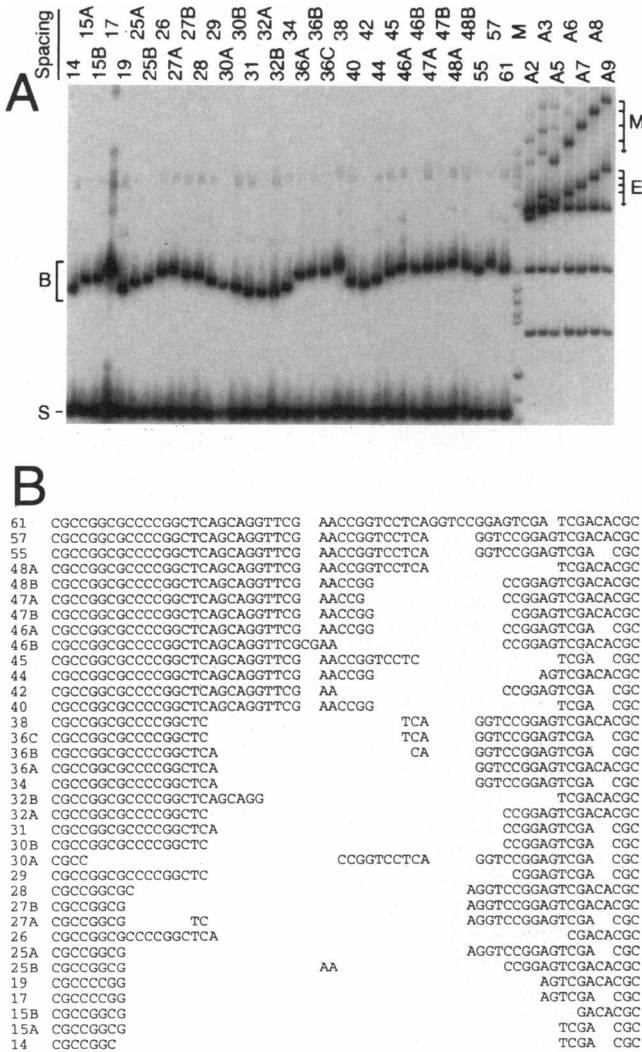 Spacing
15A 17 25A 26 27B 29 30B 32A 34 36B 38 42 45 46B 47B 48B 57 M A3 A6 A8
14 15B 19 25B 27A 28 30A 31 32B 36A 36C 40 44 46A 47A 48A 55 61 A2 A5 A7 A9
A
M
E
B
S
B
61 CGCCGGCGCCCCGGCTCAGCAGGTTCG AACCGGTCCTCAGGTCCGGAGTCGA TCGACACGC
57 CGCCGGCGCCCCGGCTCAGCAGGTTCG AACCGGTCCTCA GGTCCGGAGTCGACACGC
55 CGCCGGCGCCCCGGCTCAGCAGGTTCG AACCGGTCCTCA GGTCCGGAGTCGA CGC
48A CGCCGGCGCCCCGGCTCAGCAGGTTCG AACCGGTCCTCA TCGACACGC
48B CGCCGGCGCCCCGGCTCAGCAGGTTCG AACCGG CCGGAGTCGACACGC
47A CGCCGGCGCCCCGGCTCAGCAGGTTCG AACCG CCGGAGTCGACACGC
47B CGCCGGCGCCCCGGCTCAGCAGGTTCG AACCGG CGGAGTCGACACGC
46A CGCCGGCGCCCCGGCTCAGCAGGTTCG AACCGG CCGGAGTCGA CGC
46B CGCCGGCGCCCCGGCTCAGCAGGTTCGCGAA CCGGAGTCGACACGC
45 CGCCGGCGCCCCGGCTCAGCAGGTTCG AACCGGTCCTC TCGA CGC
44 CGCCGGCGCCCCGGCTCAGCAGGTTCG AACCGG AGTCGACACGC
42 CGCCGGCGCCCCGGCTCAGCAGGTTCG AA CCGGAGTCGA CGC
40 CGCCGGCGCCCCGGCTCAGCAGGTTCG AACCGG TCGA CGC
38 CGCCGGCGCCCCGGCTC TCA GGTCCGGAGTCGACACGC
36C CGCCGGCGCCCCGGCTC TCA GGTCCGGAGTCGA CGC
36B CGCCGGCGCCCCGGCTCA CA GGTCCGGAGTCGA CGC
36A CGCCGGCGCCCCGGCTCA GGTCCGGAGTCGACACGC
34 CGCCGGCGCCCCGGCTCA GGTCCGGAGTCGA CGC
32B CGCCGGCGCCCCGGCTCAGCAGG TCGACACGC
32A CGCCGGCGCCCCGGCTC CCGGAGTCGACACGC
31 CGCCGGCGCCCCGGCTCA CCGGAGTCGA CGC
30B CGCCGGCGCCCCGGCTC CCGGAGTCGA CGC
30A CGCC CCGGTCCTCA GGTCCGGAGTCGA CGC
29 CGCCGGCGCCCCGGCTC CGGAGTCGA CGC
28 CGCCGGCGC AGGTCCGGAGTCGACACGC
27B CGCCGGCG AGGTCCGGAGTCGACACGC
27A CGCCGGCG TC AGGTCCGGAGTCGA CGC
26 CGCCGGCGCCCCGGCTCA CGACACGC
25A CGCCGGCG AGGTCCGGAGTCGA CGC
25B CGCCGGCG AA CCGGAGTCGACACGC
19 CGCCCCGG AGTCGACACGC
17 CGCCCCGG AGTCGA CGC
15B CGCCGGCG GACACGC
15A CGCCGGCG TCGA CGC
14 CGCCGGC TCGA CGC